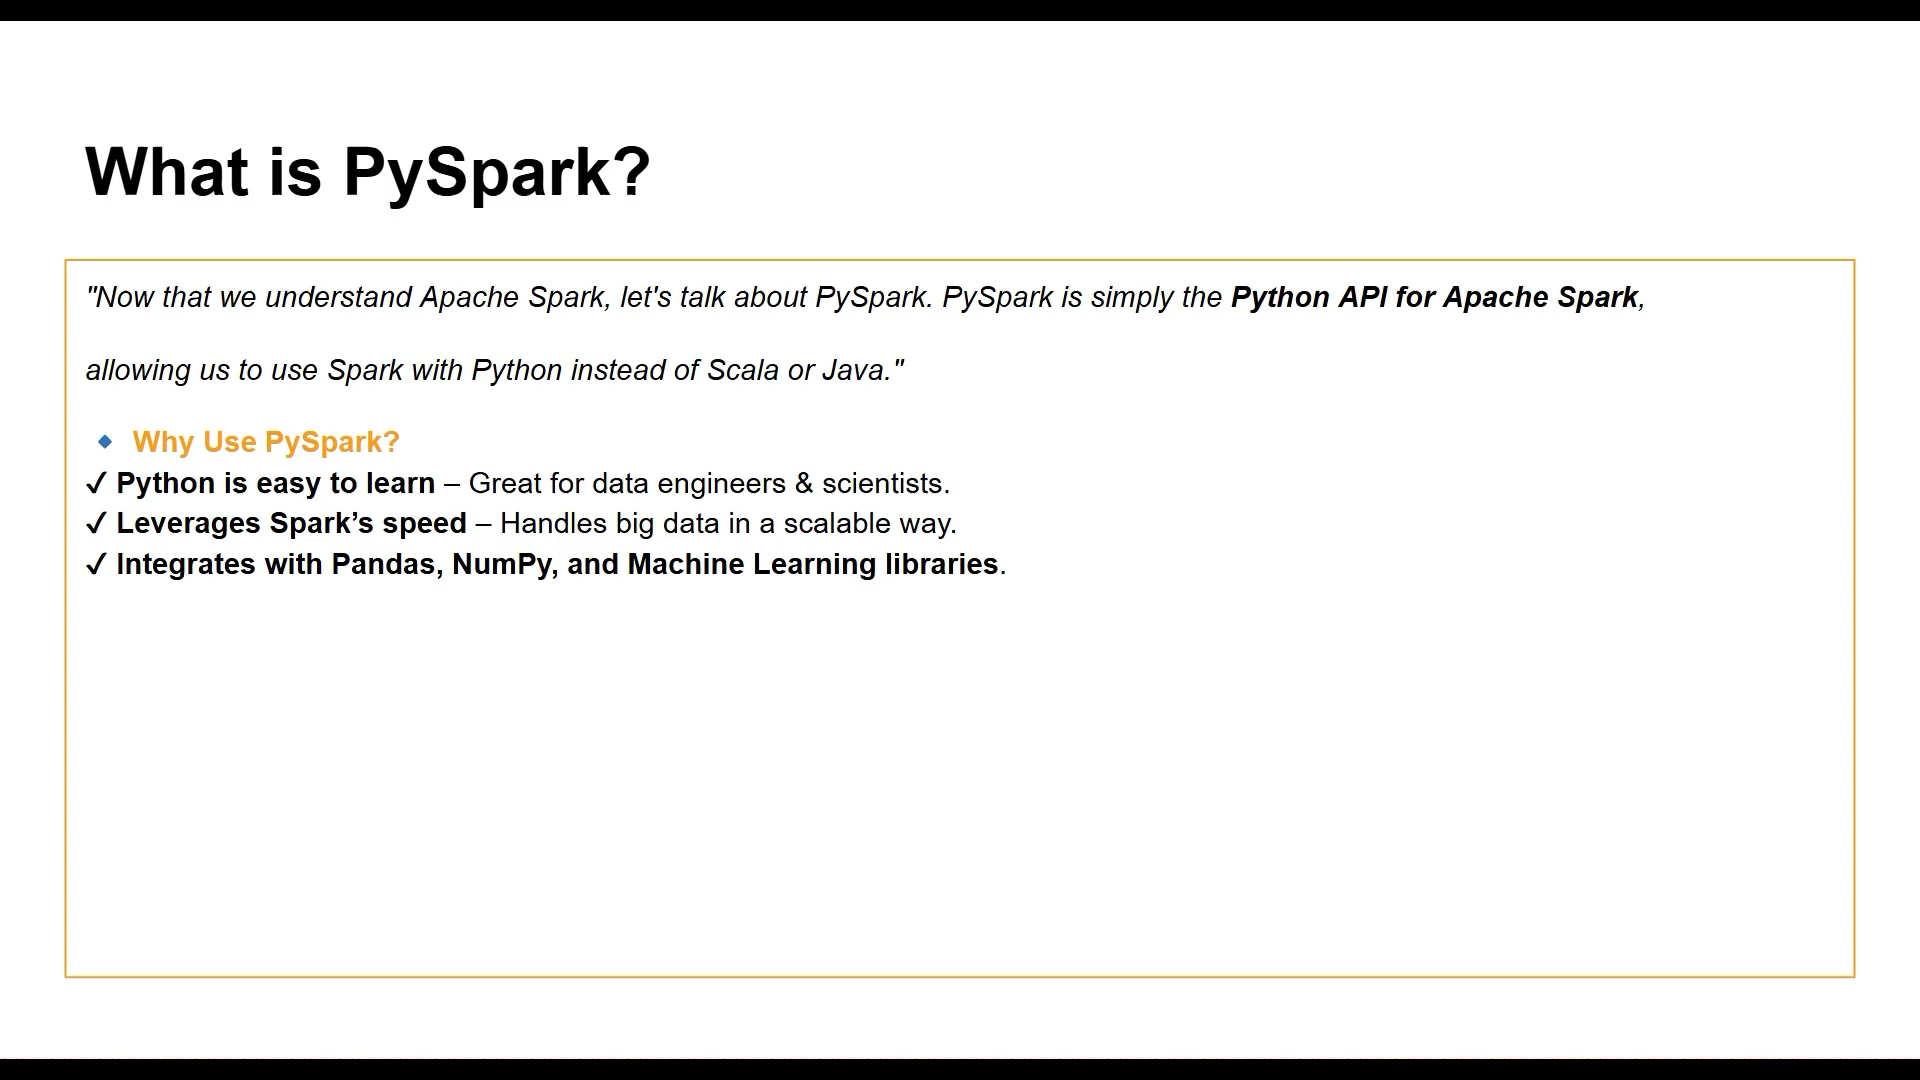 What is PySpark?
"Now that we understand Apache Spark, let's talk about PySpark. PySpark is simply the Python API for Apache Spark,
allowing us to use Spark with Python instead of Scala or Java."
🔹 Why Use PySpark?
✔ Python is easy to learn – Great for data engineers & scientists.
✔ Leverages Spark’s speed – Handles big data in a scalable way.
✔ Integrates with Pandas, NumPy, and Machine Learning libraries.